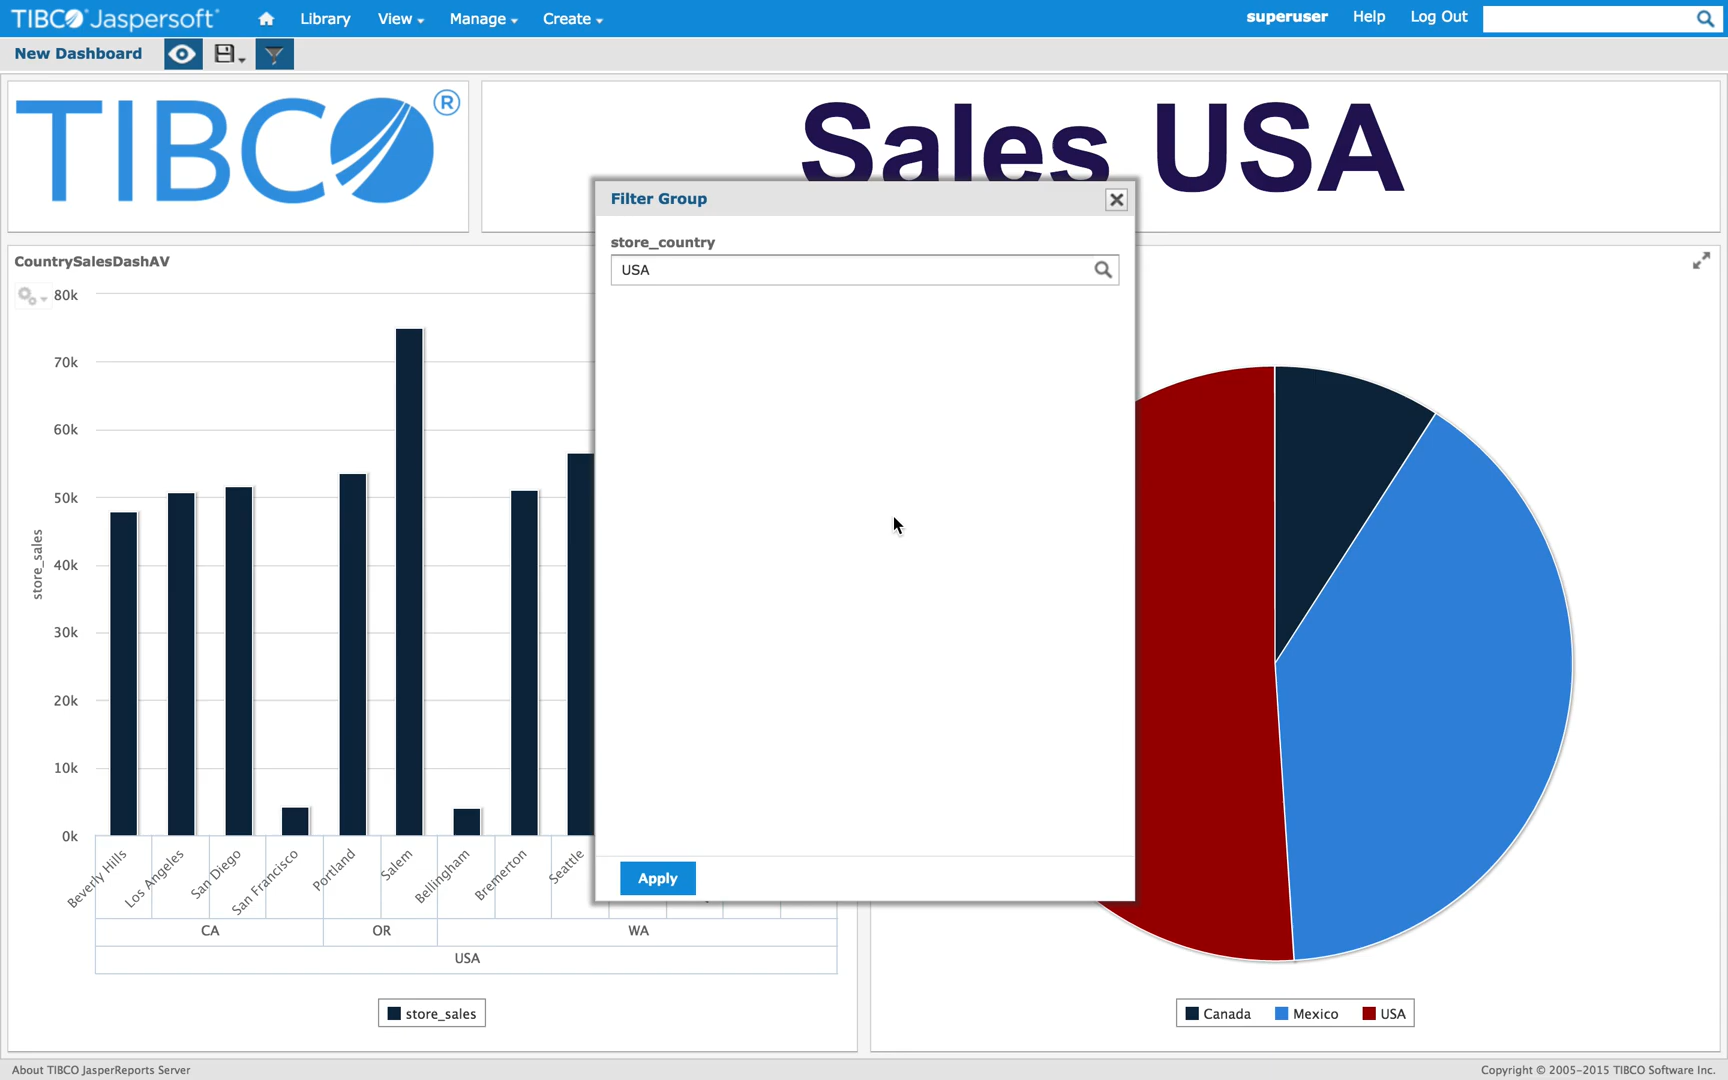 TIBCO Jaspersoft®
Library
View
Manage
Create
superuser
Help
Log Out
New Dashboard
TIBCO®
Sales USA
Filter Group
store_country
USA
Apply
CountrySalesDashAV
80k
70k
60k
50k
40k
30k
20k
10k
0k
store_sales
Beverly Hills
Los Angeles
San Diego
San Francisco
Portland
Salem
Bellingham
Bremerton
Seattle
CA
OR
WA
USA
store_sales
Canada
Mexico
USA
About TIBCO JasperReports Server
Copyright © 2005-2015 TIBCO Software Inc.